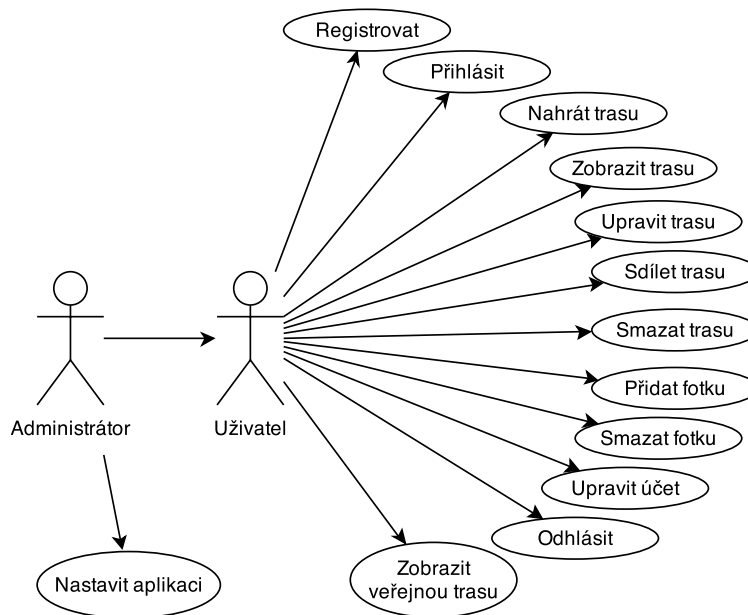 Registrovat
Přihlásit
Nahrát trasu
Zobrazit trasu
Upravit trasu
Sdílet trasu
Smazat trasu
Přidat fotku
Administrátor
Uživatel
Smazat fotku
Upravit účet
Odhlásit
Nastavit aplikaci
Zobrazit
veřejnou trasu